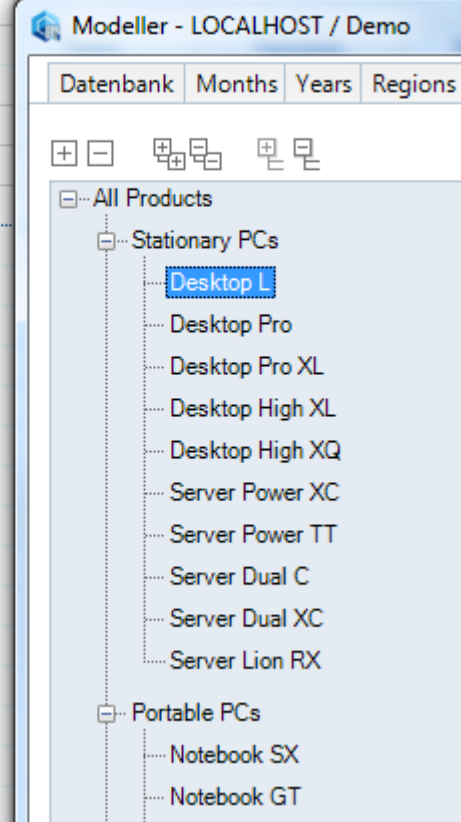 Modeller - LOCALHOST / Demo
Datenbank Months Years Regions
All Products
Stationary PCs
Desktop L
Desktop Pro
Desktop Pro XL
Desktop High XL
Desktop High XQ
Server Power XC
Server Power TT
Server Dual C
Server Dual XC
Server Lion RX
Portable PCs
Notebook SX
Notebook GT